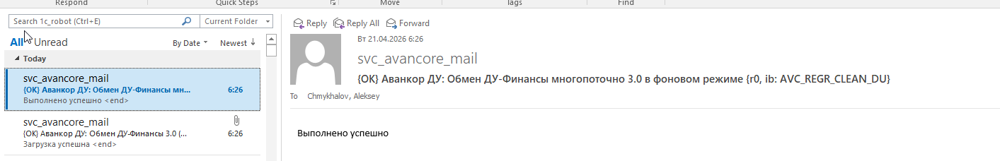 Respond
Quick Steps
Move
Tags
Find
Search 1c_robot (Ctrl+E)
Current Folder
All Unread
By Date
Newest
Today
svc_avancore_mail
{OK} Аванкор ДУ: Обмен ДУ-Финансы мн...
6:26
Выполнено успешно <end>
svc_avancore_mail
{OK} Аванкор ДУ: Обмен ДУ-Финансы 3.0 (...
6:26
Загрузка успешна <end>
Reply
Reply All
Forward
Вт 21.04.2026 6:26
svc_avancore_mail
{OK} Аванкор ДУ: Обмен ДУ-Финансы многопоточно 3.0 в фоновом режиме {r0, ib: AVC_REGR_CLEAN_DU}
To Chmykhalov, Aleksey
Выполнено успешно